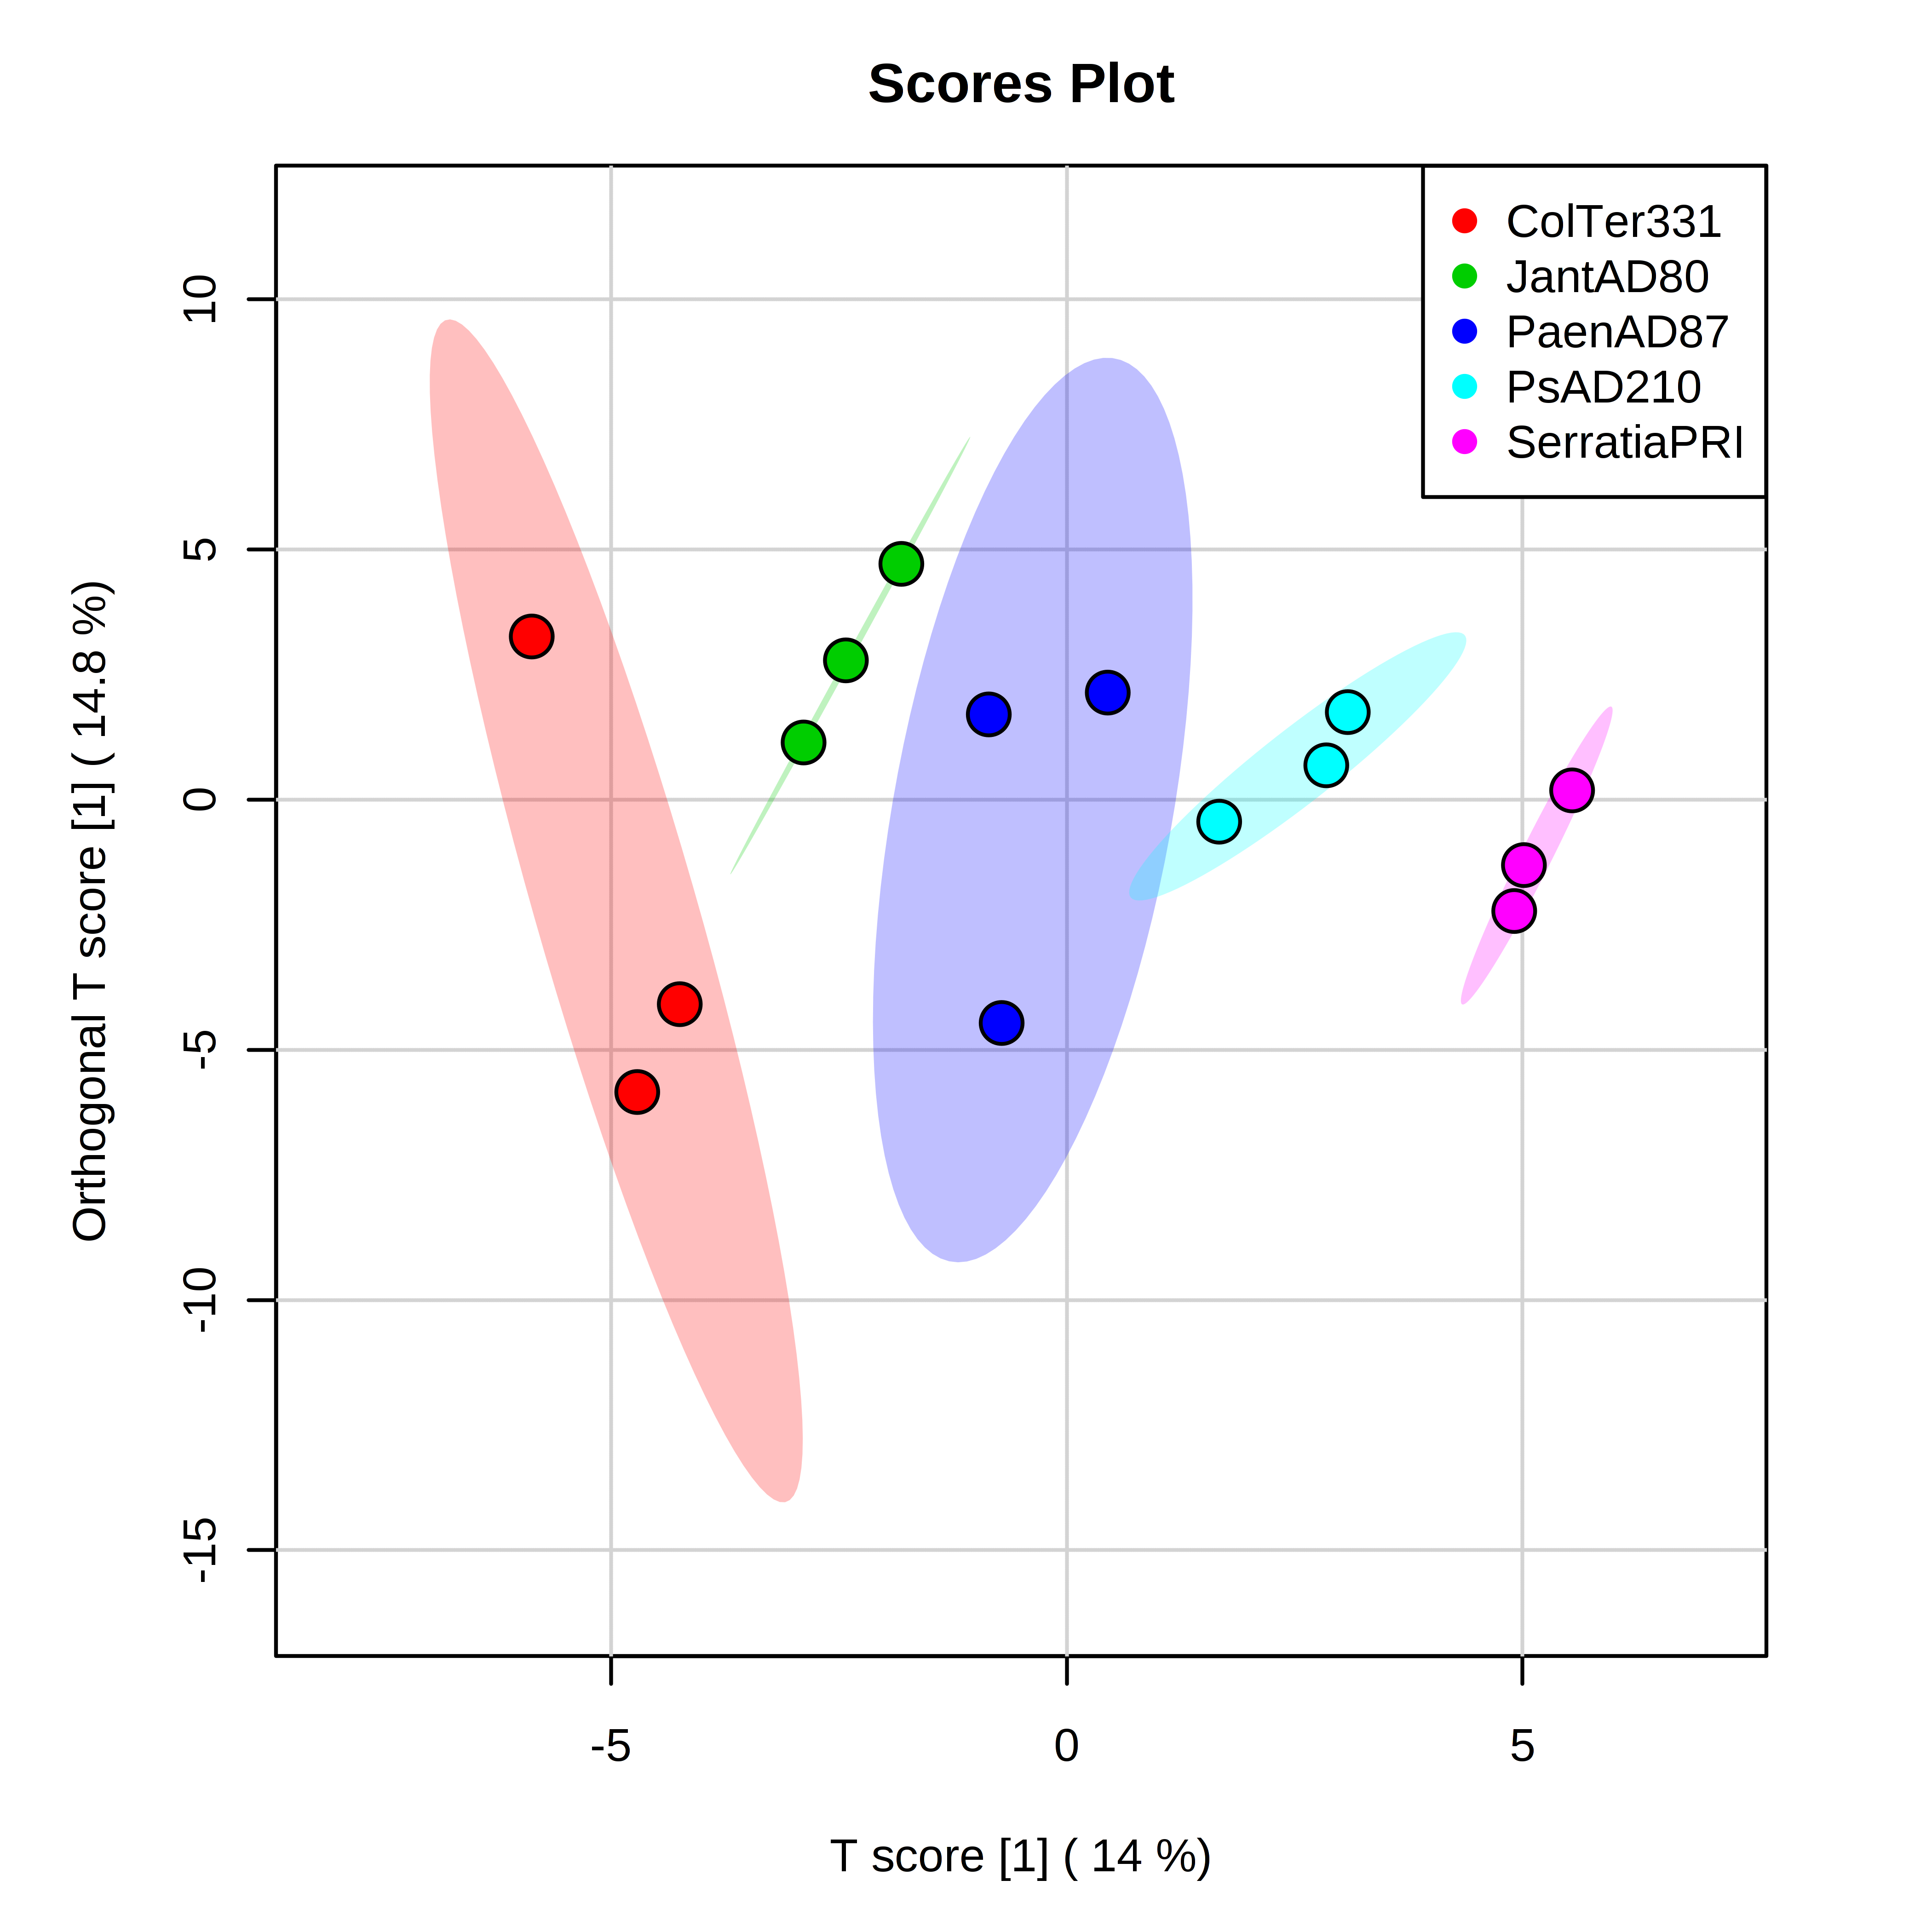 Scores Plot
ColTer331
JantAD80
PaenAD87
PsAD210
SerratiaPRI
Orthogonal T score [1] ( 14.8 %)
10
5
0
-5
-10
-15
-5
0
5
T score [1] ( 14 %)